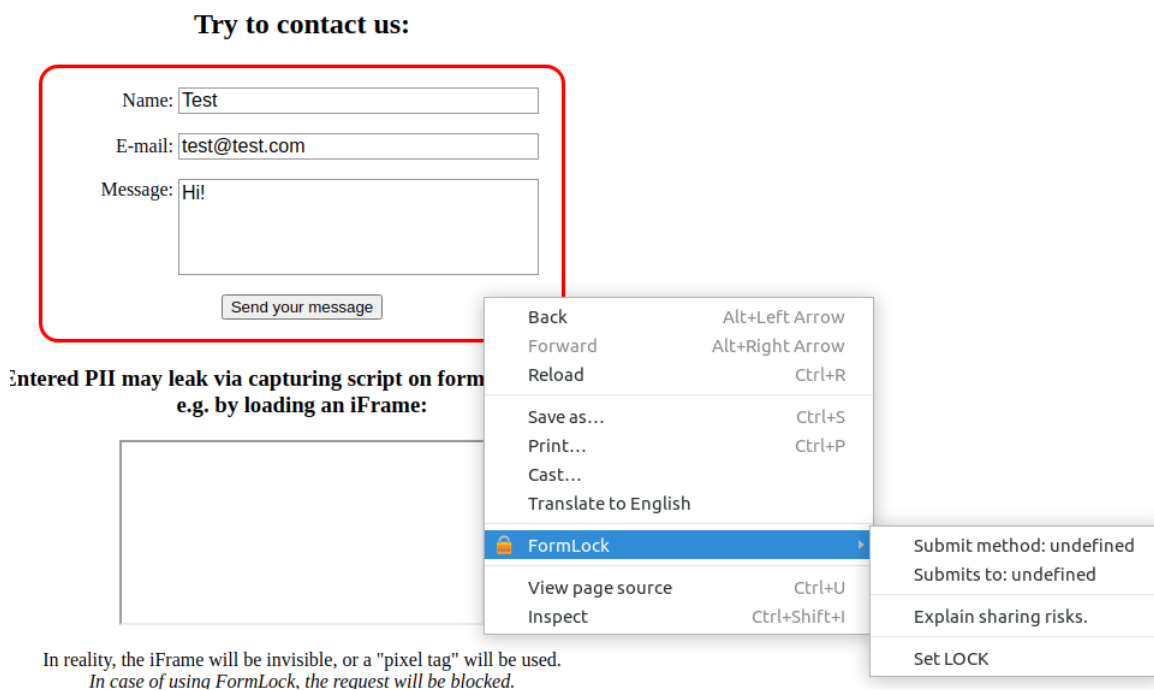 Try to contact us:
Name: Test
E-mail: test@test.com
Message: Hi!
Send your message
Entered PII may leak via capturing script on form
e.g. by loading an iFrame:
In reality, the iFrame will be invisible, or a "pixel tag" will be used.
In case of using FormLock, the request will be blocked.
Back Alt+Left Arrow
Forward Alt+Right Arrow
Reload Ctrl+R
Save as… Ctrl+S
Print… Ctrl+P
Cast…
Translate to English
FormLock
View page source Ctrl+U
Inspect Ctrl+Shift+I
Submit method: undefined
Submits to: undefined
Explain sharing risks.
Set LOCK